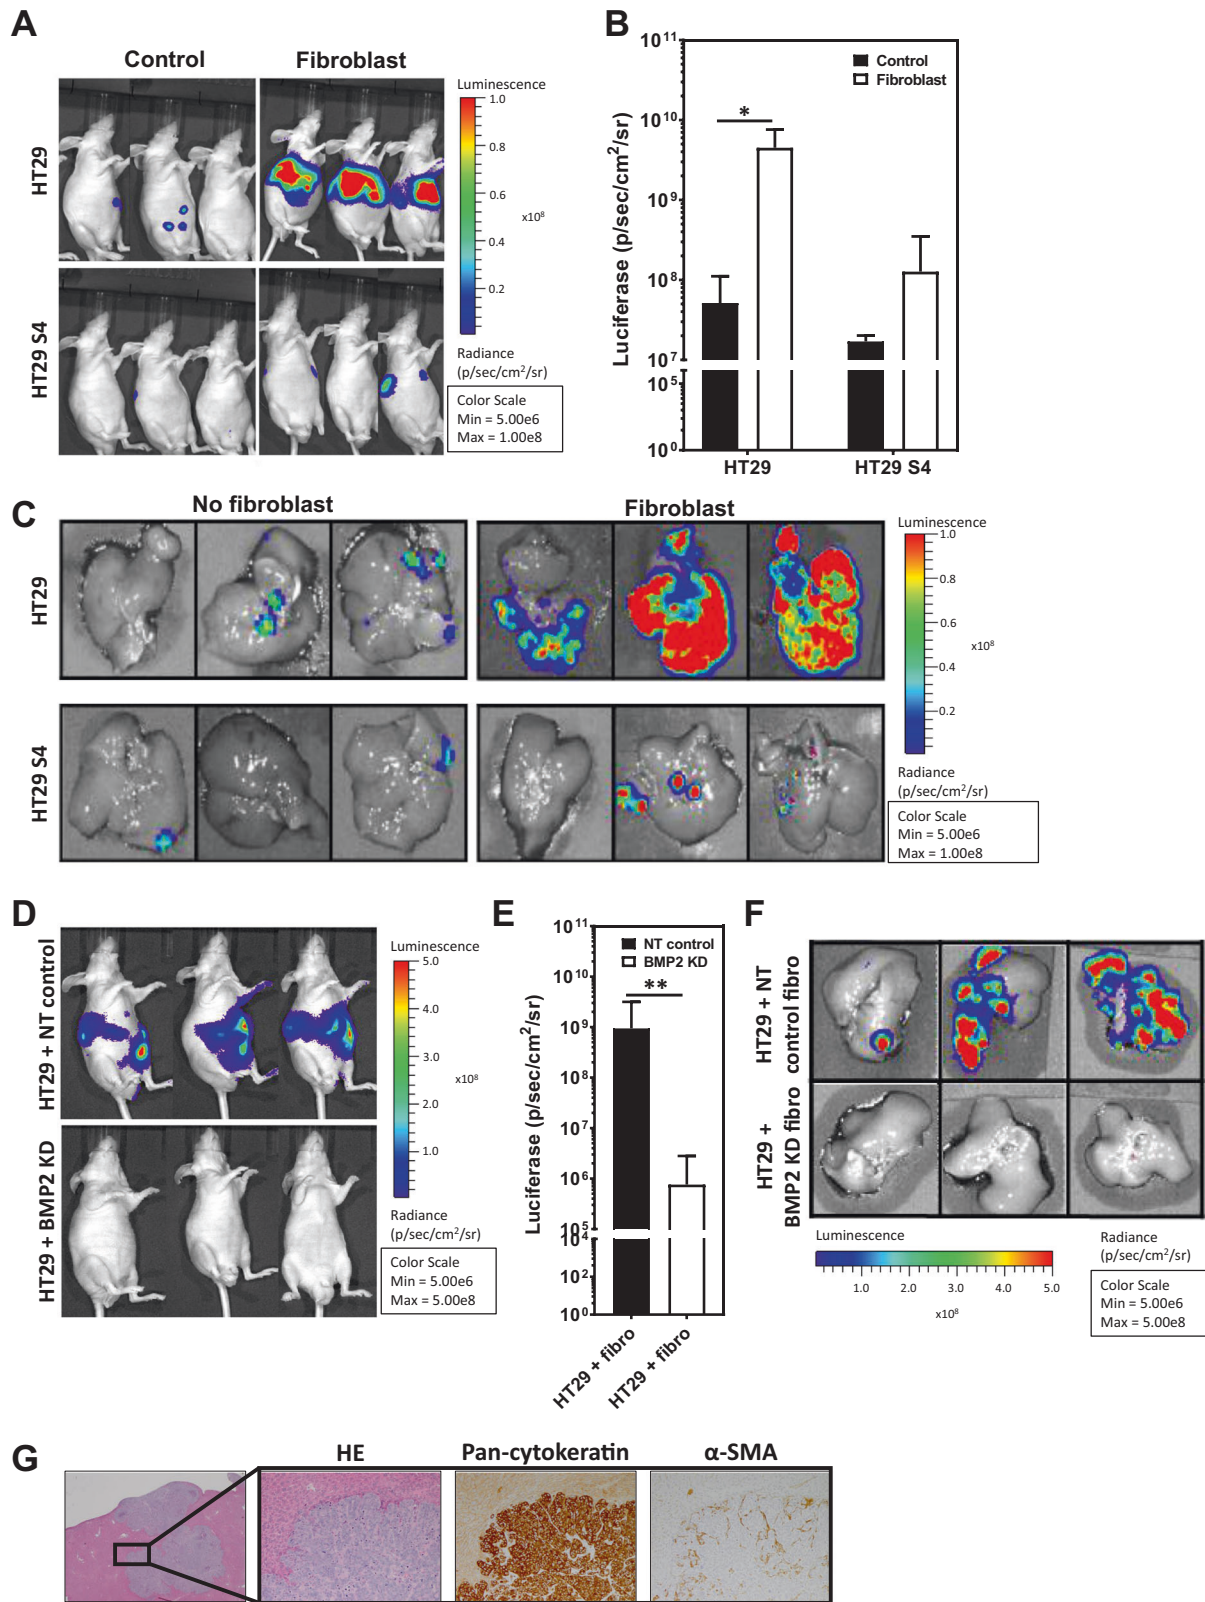 A
Control
Fibroblast
HT29
HT29 S4
Luminescence
1.0
0.8
0.6
x10⁸
0.4
0.2
Radiance
(p/sec/cm²/sr)
Color Scale
Min = 5.00e6
Max = 1.00e8
B
Luciferase (p/sec/cm²/sr)
10¹¹
10¹⁰
10⁹
10⁸
10⁷
10⁵
10⁰
Control
Fibroblast
*
HT29
HT29 S4
C
No fibroblast
Fibroblast
HT29
HT29 S4
Luminescence
1.0
0.8
0.6
x10⁸
0.4
0.2
Radiance
(p/sec/cm²/sr)
Color Scale
Min = 5.00e6
Max = 1.00e8
D
HT29 + NT control
HT29 + BMP2 KD
Luminescence
5.0
4.0
3.0
x10⁸
2.0
1.0
Radiance
(p/sec/cm²/sr)
Color Scale
Min = 5.00e6
Max = 5.00e8
E
Luciferase (p/sec/cm²/sr)
10¹¹
10¹⁰
10⁹
10⁸
10⁷
10⁶
10⁵
10⁴
10²
10⁰
NT control
BMP2 KD
**
HT29 + fibro
HT29 + fibro
F
HT29 + NT
control fibro
HT29 +
BMP2 KD fibro
Luminescence
1.0 2.0 3.0 4.0 5.0
x10⁸
Radiance
(p/sec/cm²/sr)
Color Scale
Min = 5.00e6
Max = 5.00e8
G
HE
Pan-cytokeratin
α-SMA